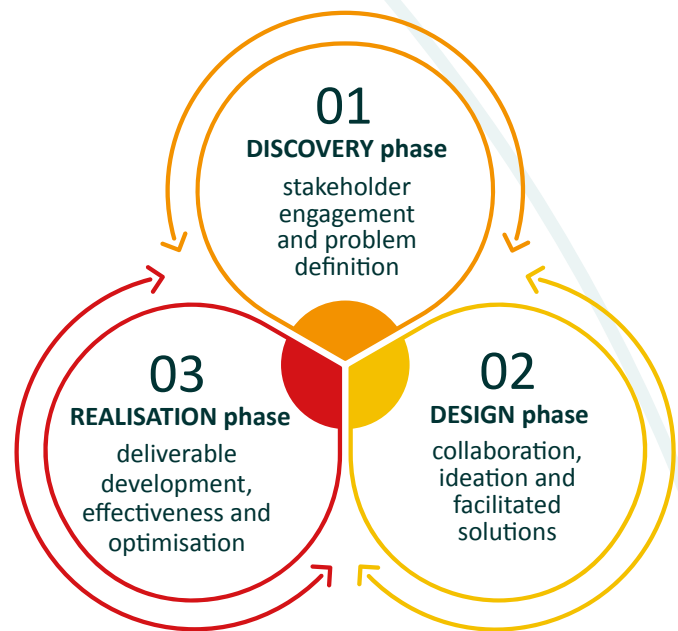 01
DISCOVERY phase
stakeholder
engagement
and problem
definition
02
DESIGN phase
collaboration,
ideation and
facilitated
solutions
03
REALISATION phase
deliverable
development,
effectiveness and
optimisation